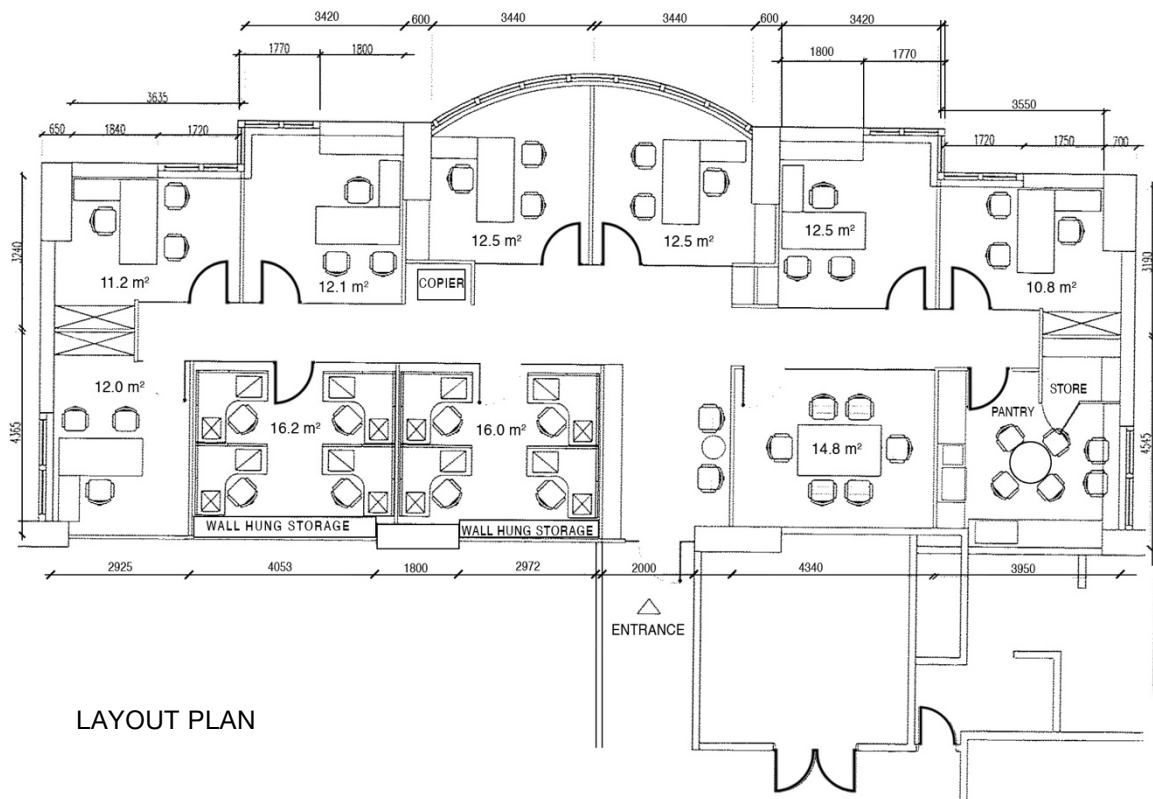 3420
600
3440
3440
600
3420
1770
1800
1800
1770
3635
3550
650
1840
1720
1720
1750
700
3240
3190
12.5 m²
12.5 m²
12.5 m²
11.2 m²
12.1 m²
COPIER
10.8 m²
12.0 m²
STORE
PANTRY
16.2 m²
16.0 m²
14.8 m²
4365
4545
WALL HUNG STORAGE
WALL HUNG STORAGE
2925
4053
1800
2972
2000
4340
3950
ENTRANCE
LAYOUT PLAN